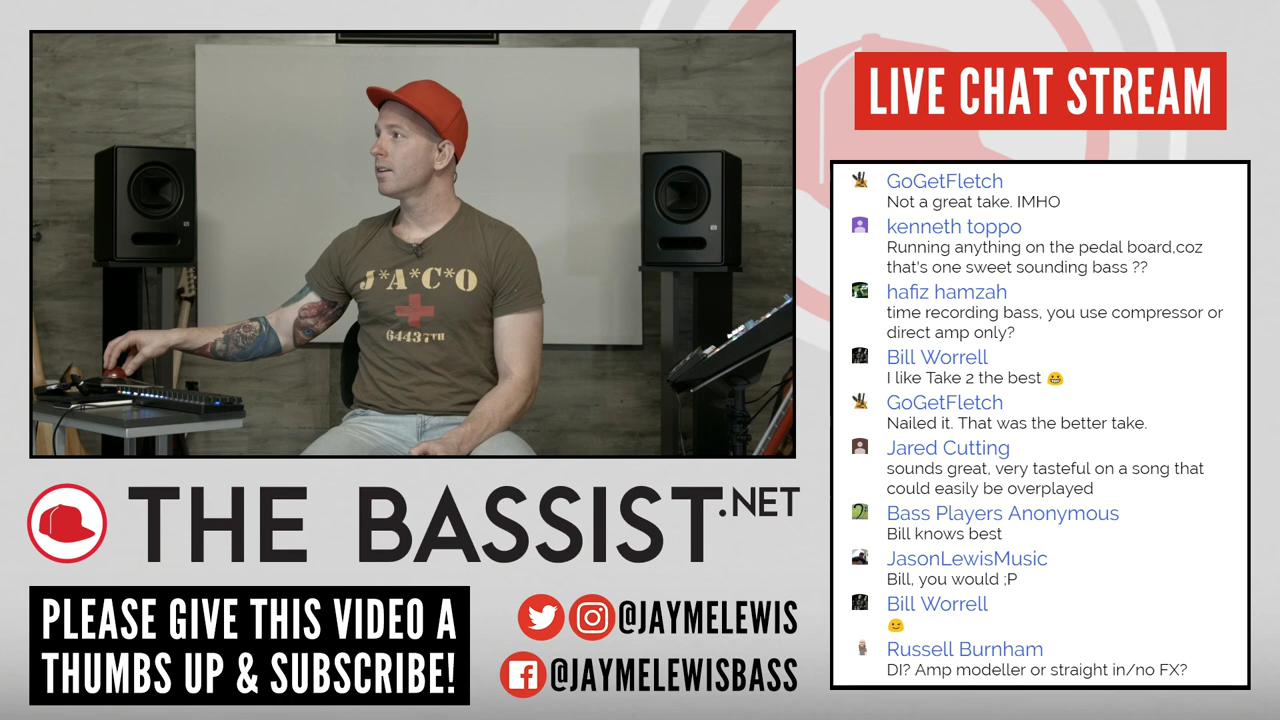 J*A*C*O
64437TH
THE BASSIST.NET
PLEASE GIVE THIS VIDEO A
THUMBS UP & SUBSCRIBE!
@JAYMELEWIS
@JAYMELEWISBASS
LIVE CHAT STREAM
GoGetFletch
Not a great take. IMHO
kenneth toppo
Running anything on the pedal board,coz
that's one sweet sounding bass ??
hafiz hamzah
time recording bass, you use compressor or
direct amp only?
Bill Worrell
I like Take 2 the best 😀
GoGetFletch
Nailed it. That was the better take.
Jared Cutting
sounds great, very tasteful on a song that
could easily be overplayed
Bass Players Anonymous
Bill knows best
JasonLewisMusic
Bill, you would ;P
Bill Worrell
😉
Russell Burnham
DI? Amp modeller or straight in/no FX?